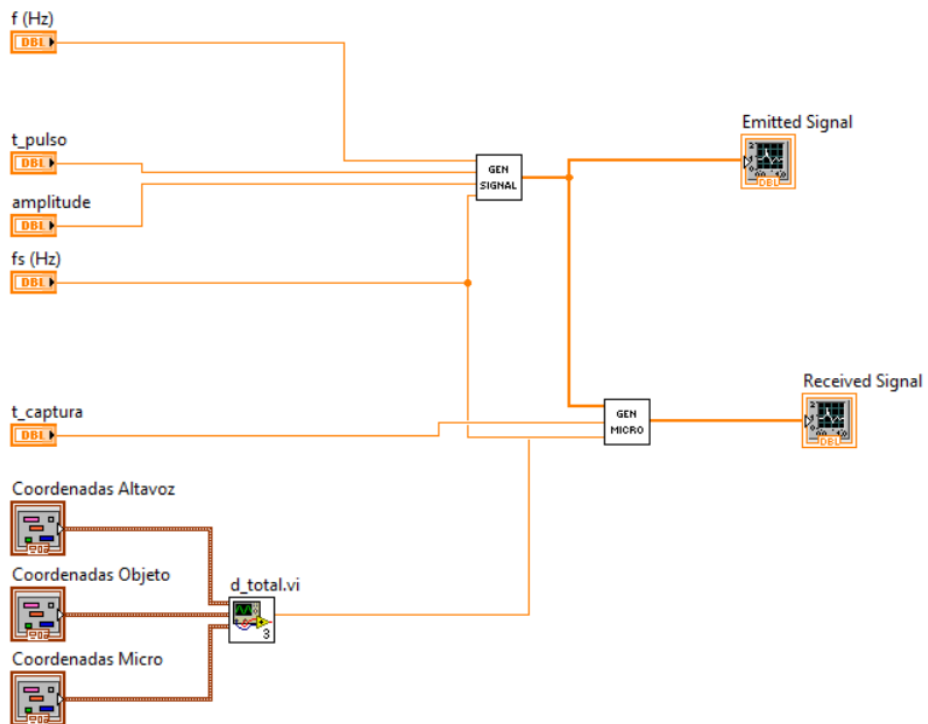 f (Hz)
DBL
t_pulso
DBL
amplitude
DBL
fs (Hz)
DBL
GEN
SIGNAL
Emitted Signal
DBL
t_captura
DBL
GEN
MICRO
Received Signal
DBL
Coordenadas Altavoz
Coordenadas Objeto
d_total.vi
3
Coordenadas Micro